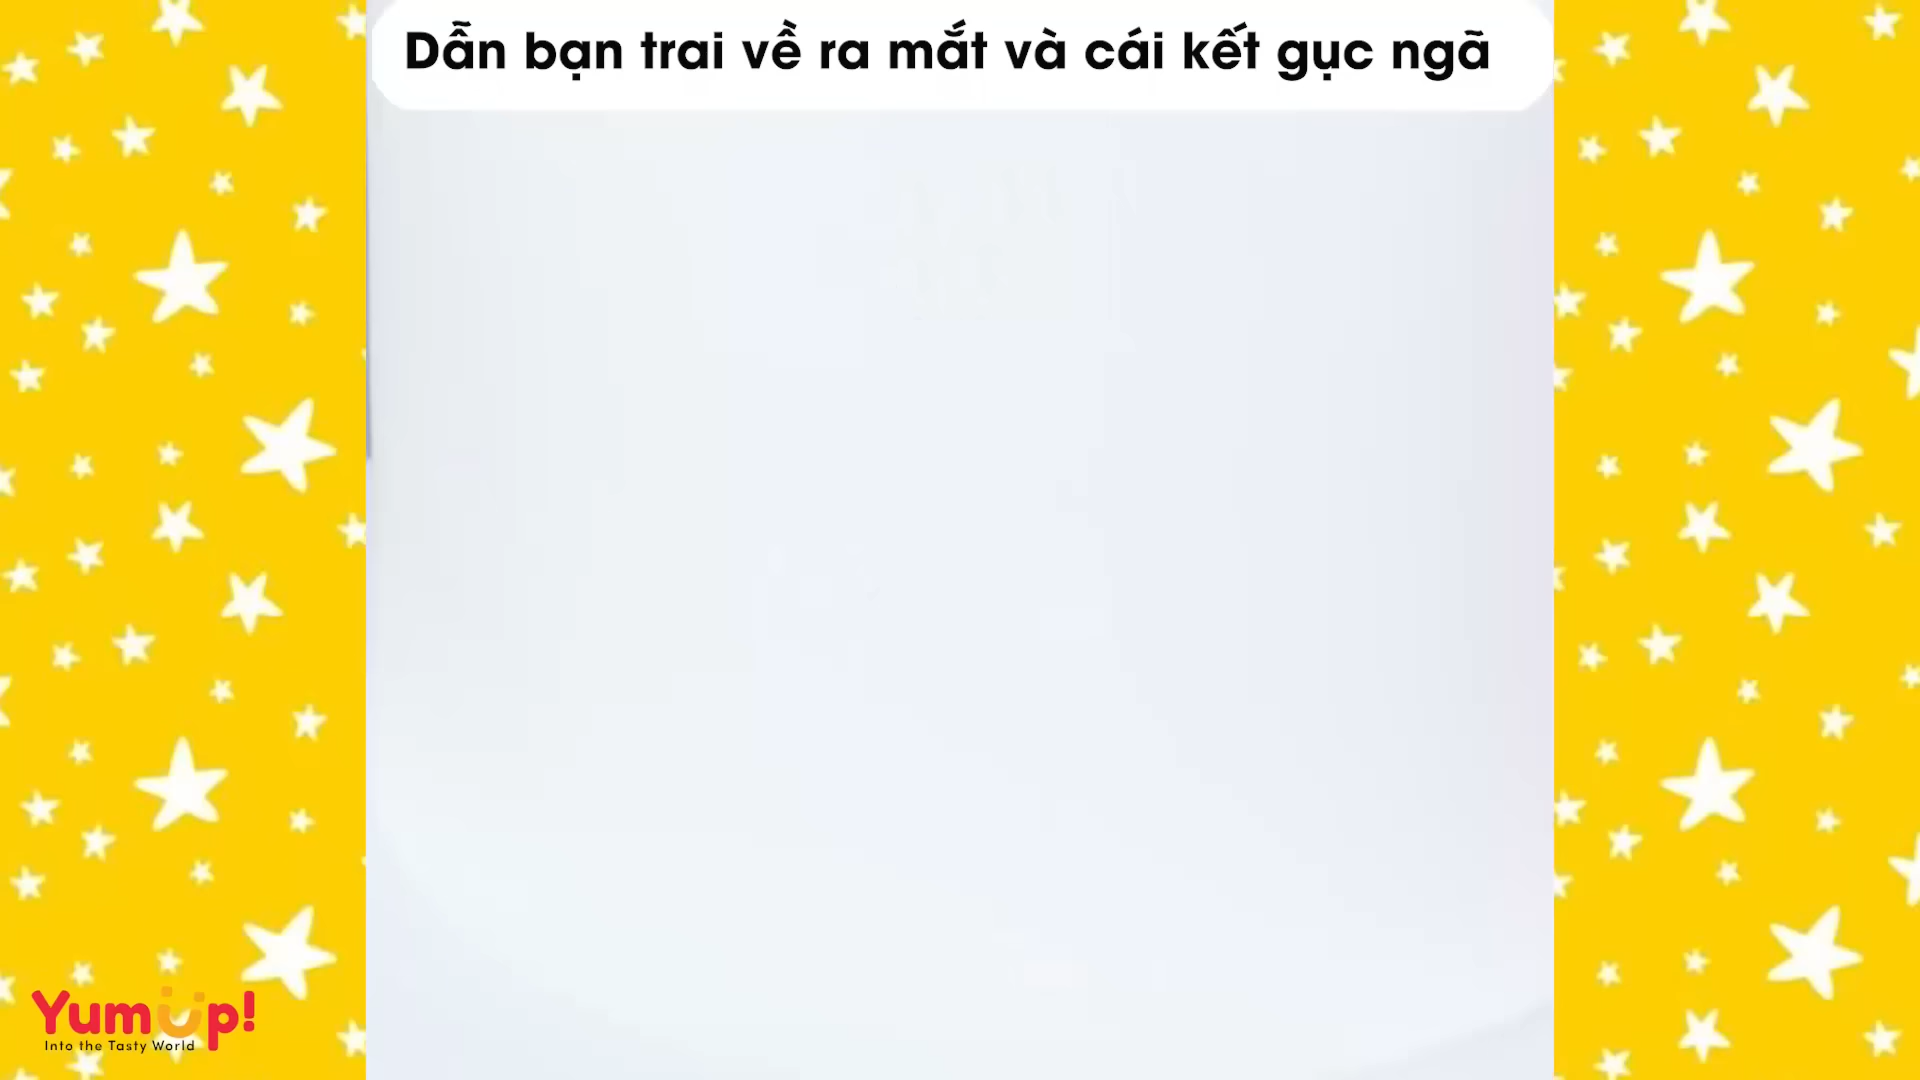 Dẫn bạn trai về ra mắt và cái kết gục ngã
YumUp!
Into the Tasty World